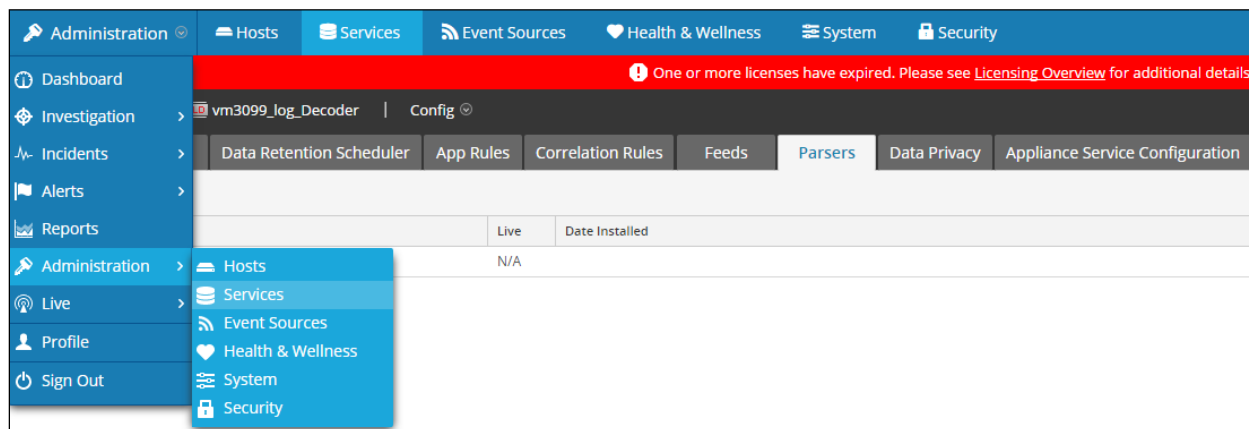 Administration Hosts Services Event Sources Health & Wellness System Security
One or more licenses have expired. Please see Licensing Overview for additional details
vm3099_log_Decoder | Config
Data Retention Scheduler App Rules Correlation Rules Feeds Parsers Data Privacy Appliance Service Configuration
Live Date Installed
N/A
Dashboard
Investigation
Incidents
Alerts
Reports
Administration
Live
Profile
Sign Out
Hosts
Services
Event Sources
Health & Wellness
System
Security